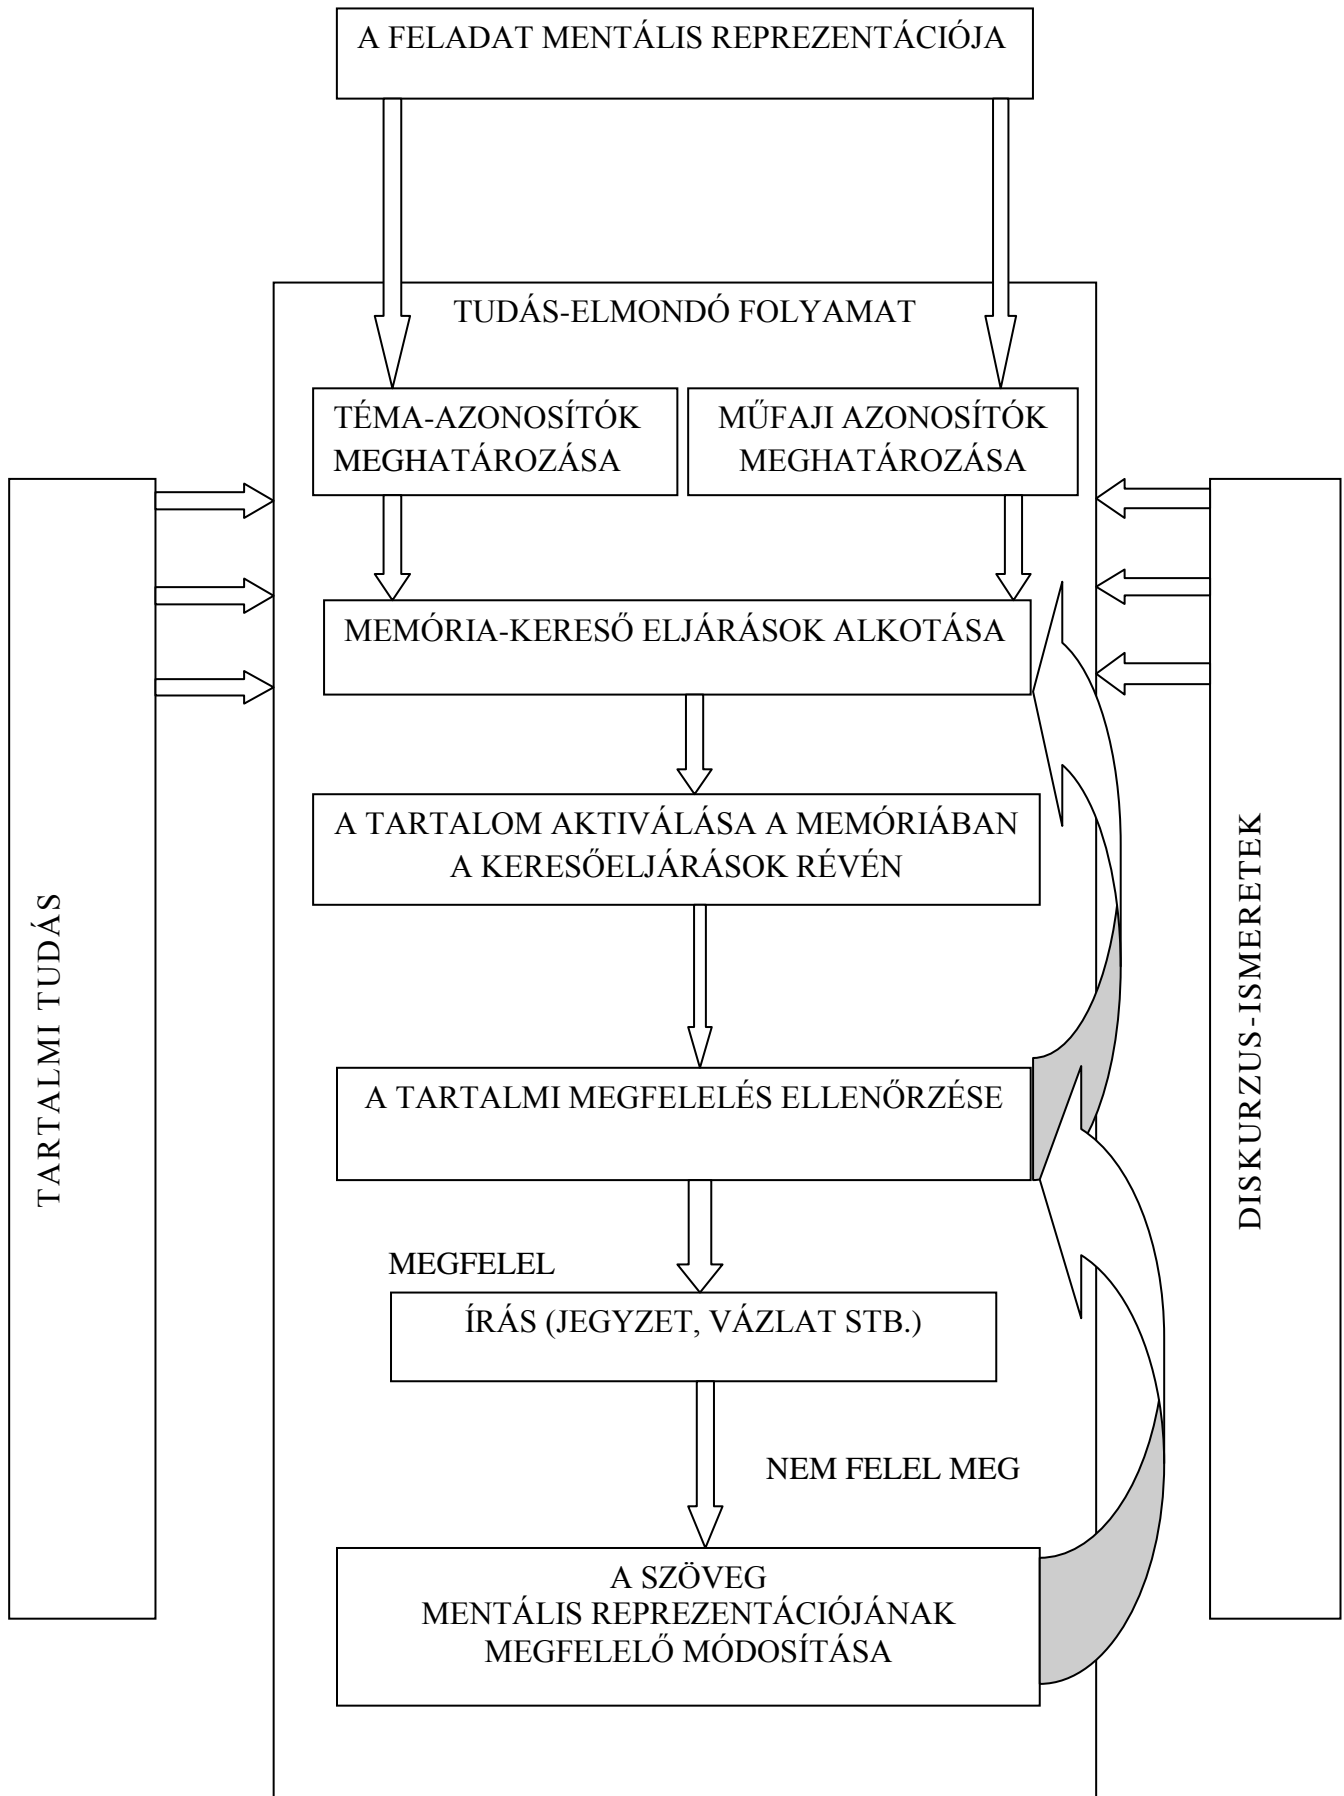 A FELADAT MENTÁLIS REPREZENTÁCIÓJA
TUDÁS-ELMONDÓ FOLYAMAT
TÉMA-AZONOSÍTÓK
MEGHATÁROZÁSA
MŰFAJI AZONOSÍTÓK
MEGHATÁROZÁSA
MEMÓRIA-KERESŐ ELJÁRÁSOK ALKOTÁSA
A TARTALOM AKTIVÁLÁSA A MEMÓRIÁBAN
A KERESŐELJÁRÁSOK RÉVÉN
TARTALMI TUDÁS
DISKURZUS-ISMERETEK
A TARTALMI MEGFELELÉS ELLENŐRZÉSE
MEGFELEL
ÍRÁS (JEGYZET, VÁZLAT STB.)
NEM FELEL MEG
A SZÖVEG
MENTÁLIS REPREZENTÁCIÓJÁNAK
MEGFELELŐ MÓDOSÍTÁSA